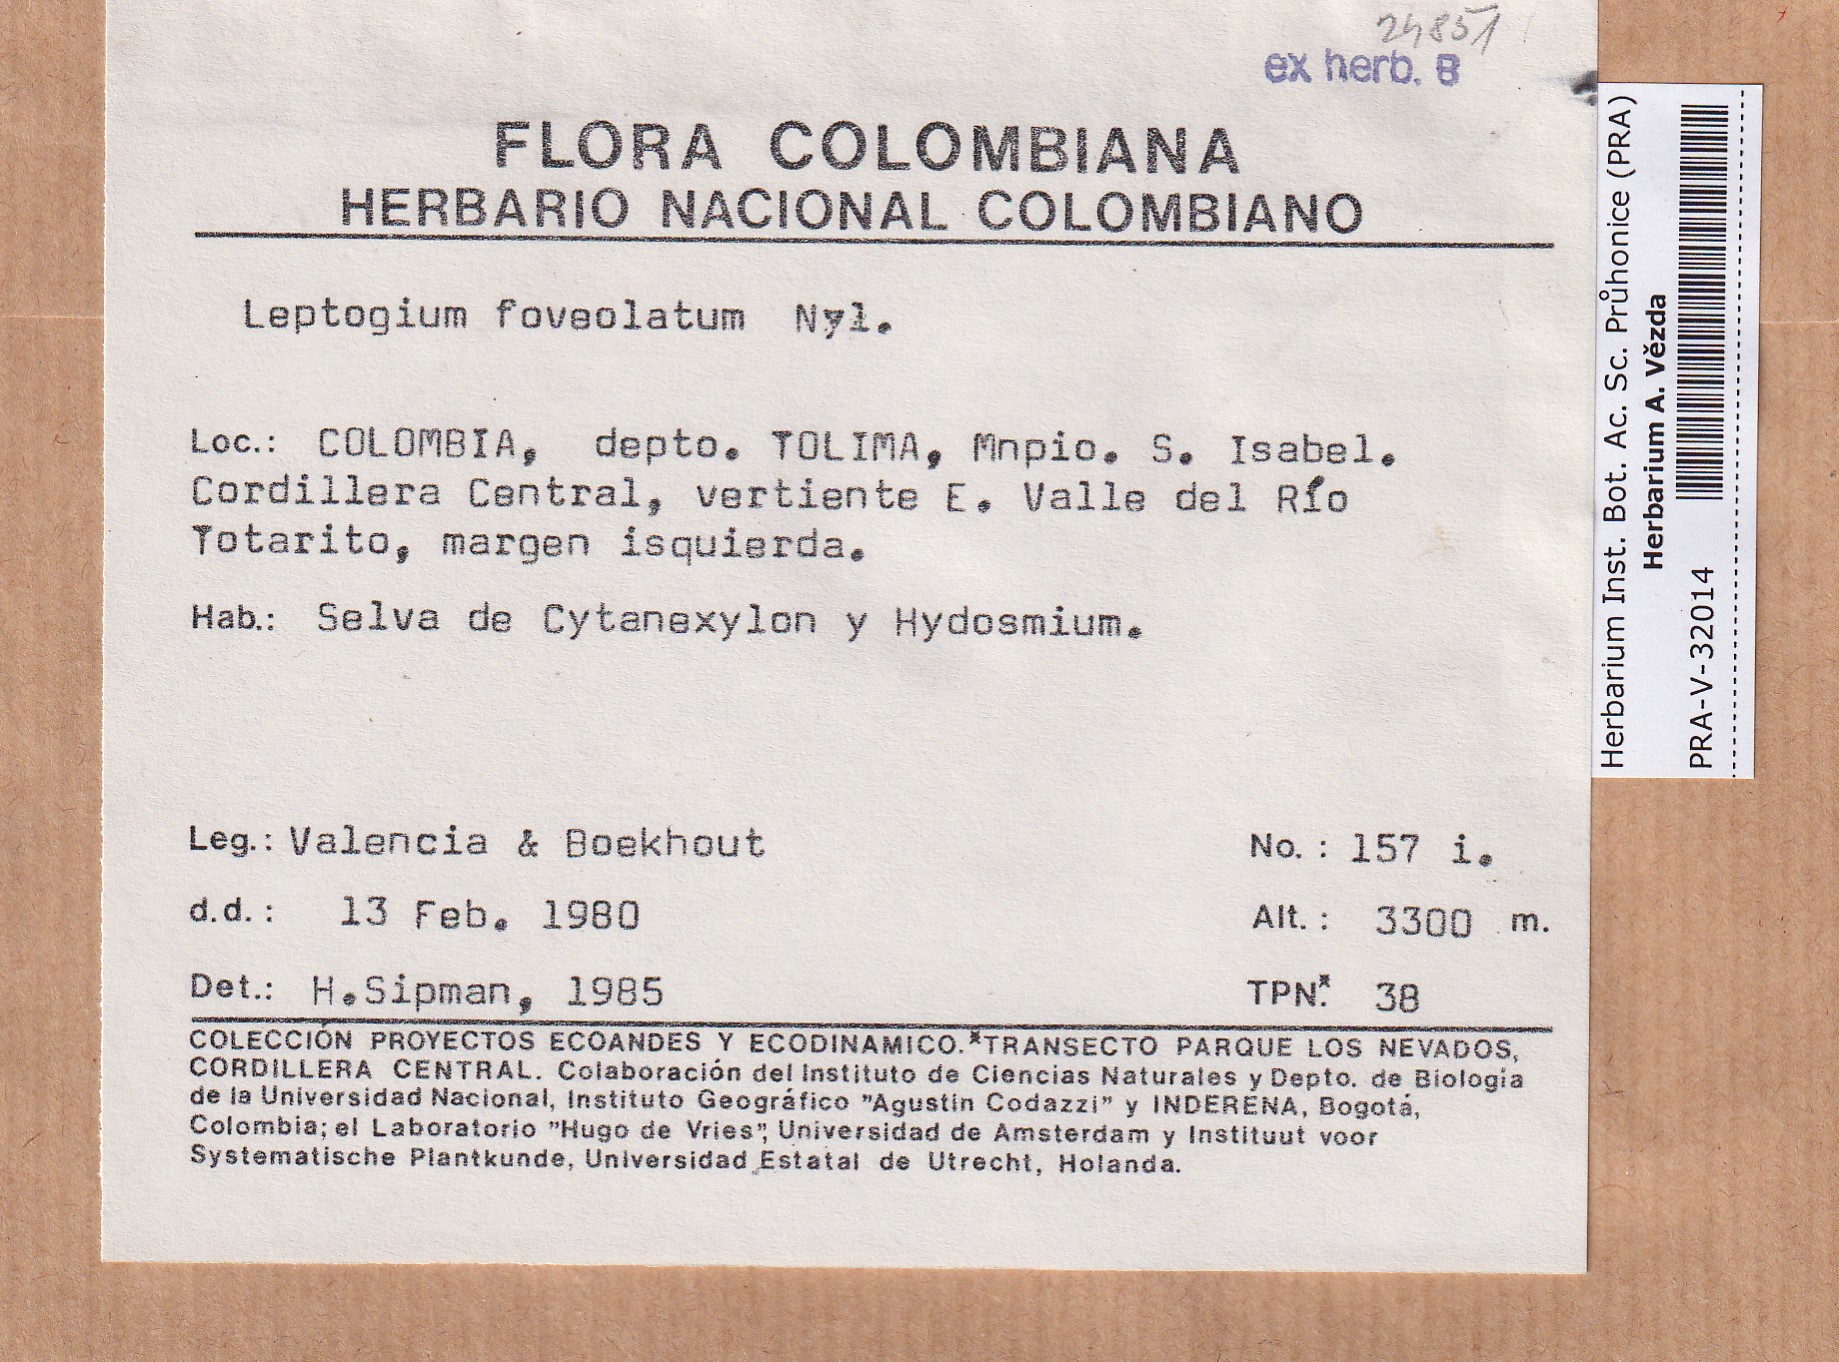 24851
ex herb. B
FLORA COLOMBIANA
HERBARIO NACIONAL COLOMBIANO
Leptogium foveolatum Nyl.
Loc.: COLOMBIA, depto. TOLIMA, Mnpio. S. Isabel.
Cordillera Central, vertiente E. Valle del Río
Totarito, margen isquierda.
Hab.: Selva de Cytanexylon y Hydosmium.
Leg.: Valencia & Boekhout No.: 157 i.
d.d.: 13 Feb. 1980 Alt.: 3300 m.
Det.: H.Sipman, 1985 TPN.* 38
COLECCIÓN PROYECTOS ECOANDES Y ECODINAMICO.*TRANSECTO PARQUE LOS NEVADOS,
CORDILLERA CENTRAL. Colaboración del Instituto de Ciencias Naturales y Depto. de Biología
de la Universidad Nacional, Instituto Geográfico "Agustín Codazzi" y INDERENA, Bogotá,
Colombia; el Laboratorio "Hugo de Vries", Universidad de Amsterdam y Instituut voor
Systematische Plantkunde, Universidad Estatal de Utrecht, Holanda.
Herbarium Inst. Bot. Ac. Sc. Průhonice (PRA)
Herbarium A. Vězda
PRA-V-32014